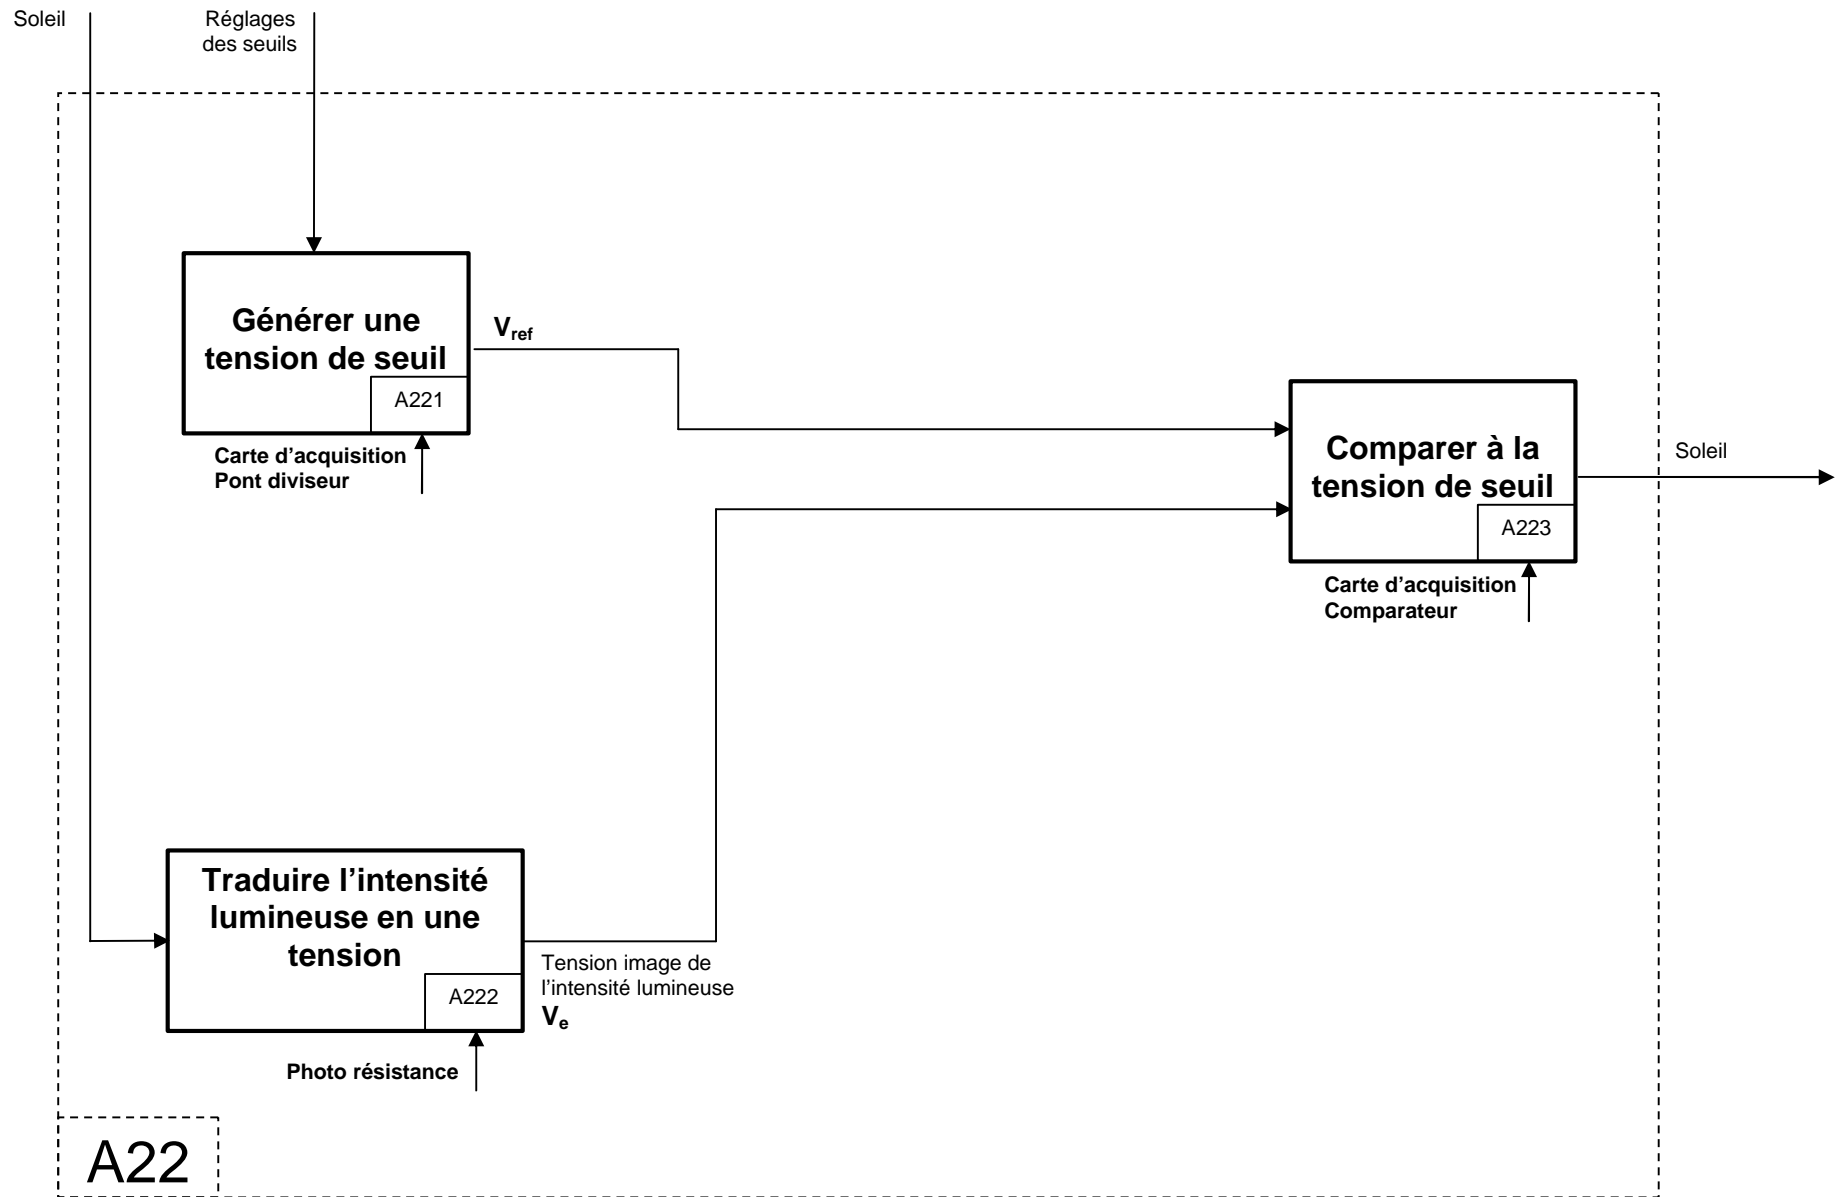 Soleil
Réglages
des seuils
Générer une
tension de seuil
A221
V_ref
Carte d'acquisition
Pont diviseur
Comparer à la
tension de seuil
A223
Soleil
Carte d'acquisition
Comparateur
Traduire l'intensité
lumineuse en une
tension
A222
Tension image de
l'intensité lumineuse
V_e
Photo résistance
A22